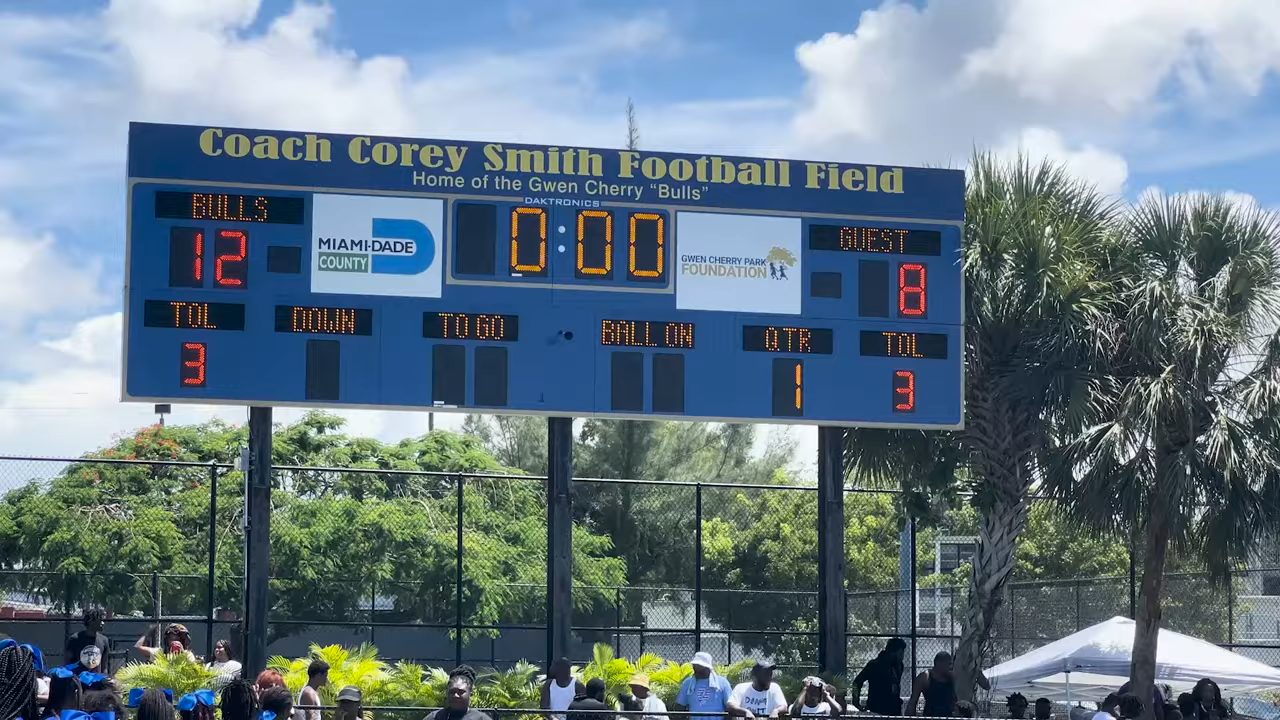 Coach Corey Smith Football Field
Home of the Gwen Cherry "Bulls"
DAKTRONICS
BULLS
12
MIAMI-DADE
COUNTY
0:00
GWEN CHERRY PARK
FOUNDATION
GUEST
8
TOL
3
DOWN
TO GO
BALL ON
QTR
1
TOL
3